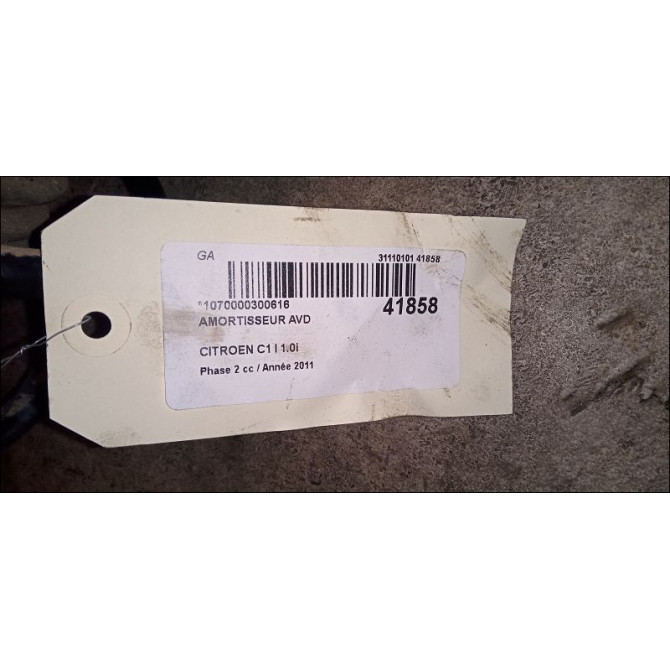 GA 31110101 41858
*1070000300616 41858
AMORTISSEUR AVD
CITROEN C1 I 1.0i
Phase 2 cc / Année 2011